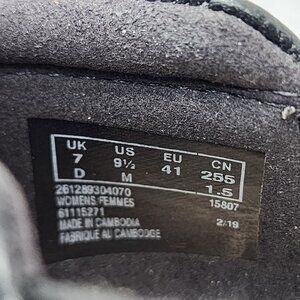 UK US EU CN
7 9½ 41 255
D M 1.5
261289304070 15807
WOMENS FEMMES
61115271
MADE IN CAMBODIA 2/19
FABRIQUE AU CAMBODGE